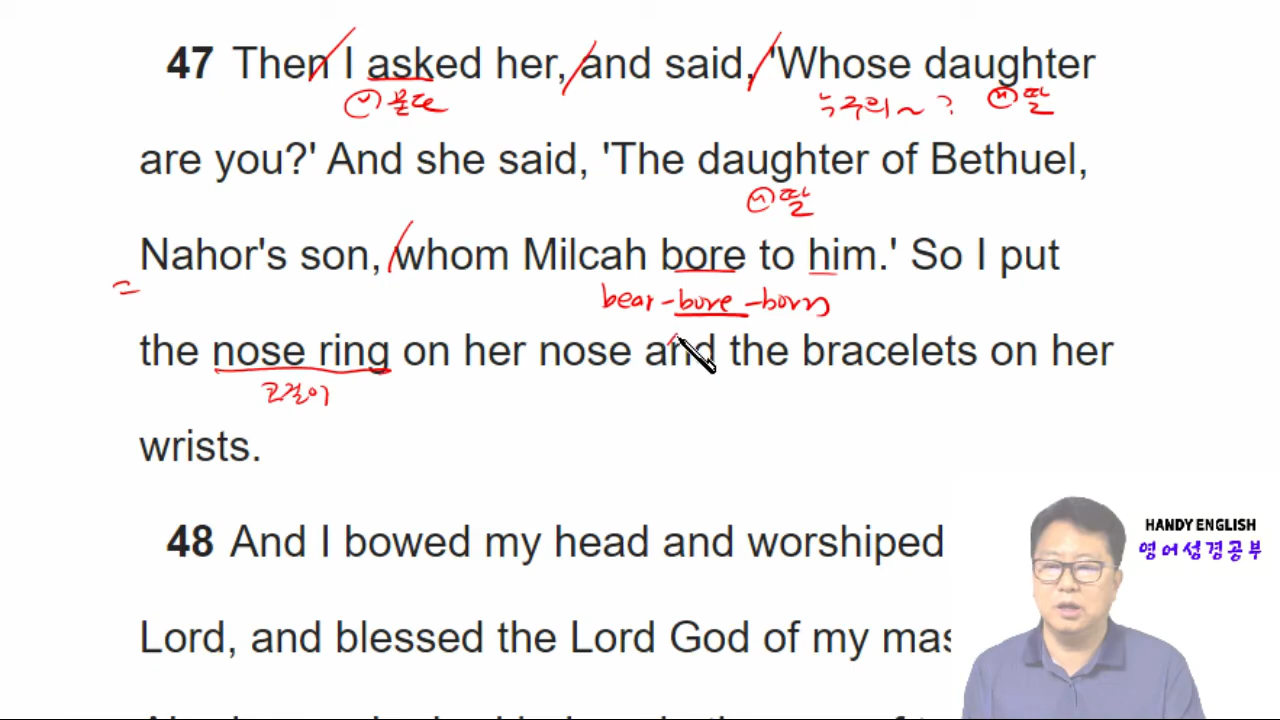 47 Then I asked her, and said, 'Whose daughter
ⓥ 묻다 누구의~? ⓝ 딸
are you?' And she said, 'The daughter of Bethuel,
ⓝ 딸
Nahor's son, whom Milcah bore to him.' So I put
=
bear - bore - born
the nose ring on her nose and the bracelets on her
코걸이
wrists.
48 And I bowed my head and worshiped
HANDY ENGLISH
영어성경공부
Lord, and blessed the Lord God of my mas